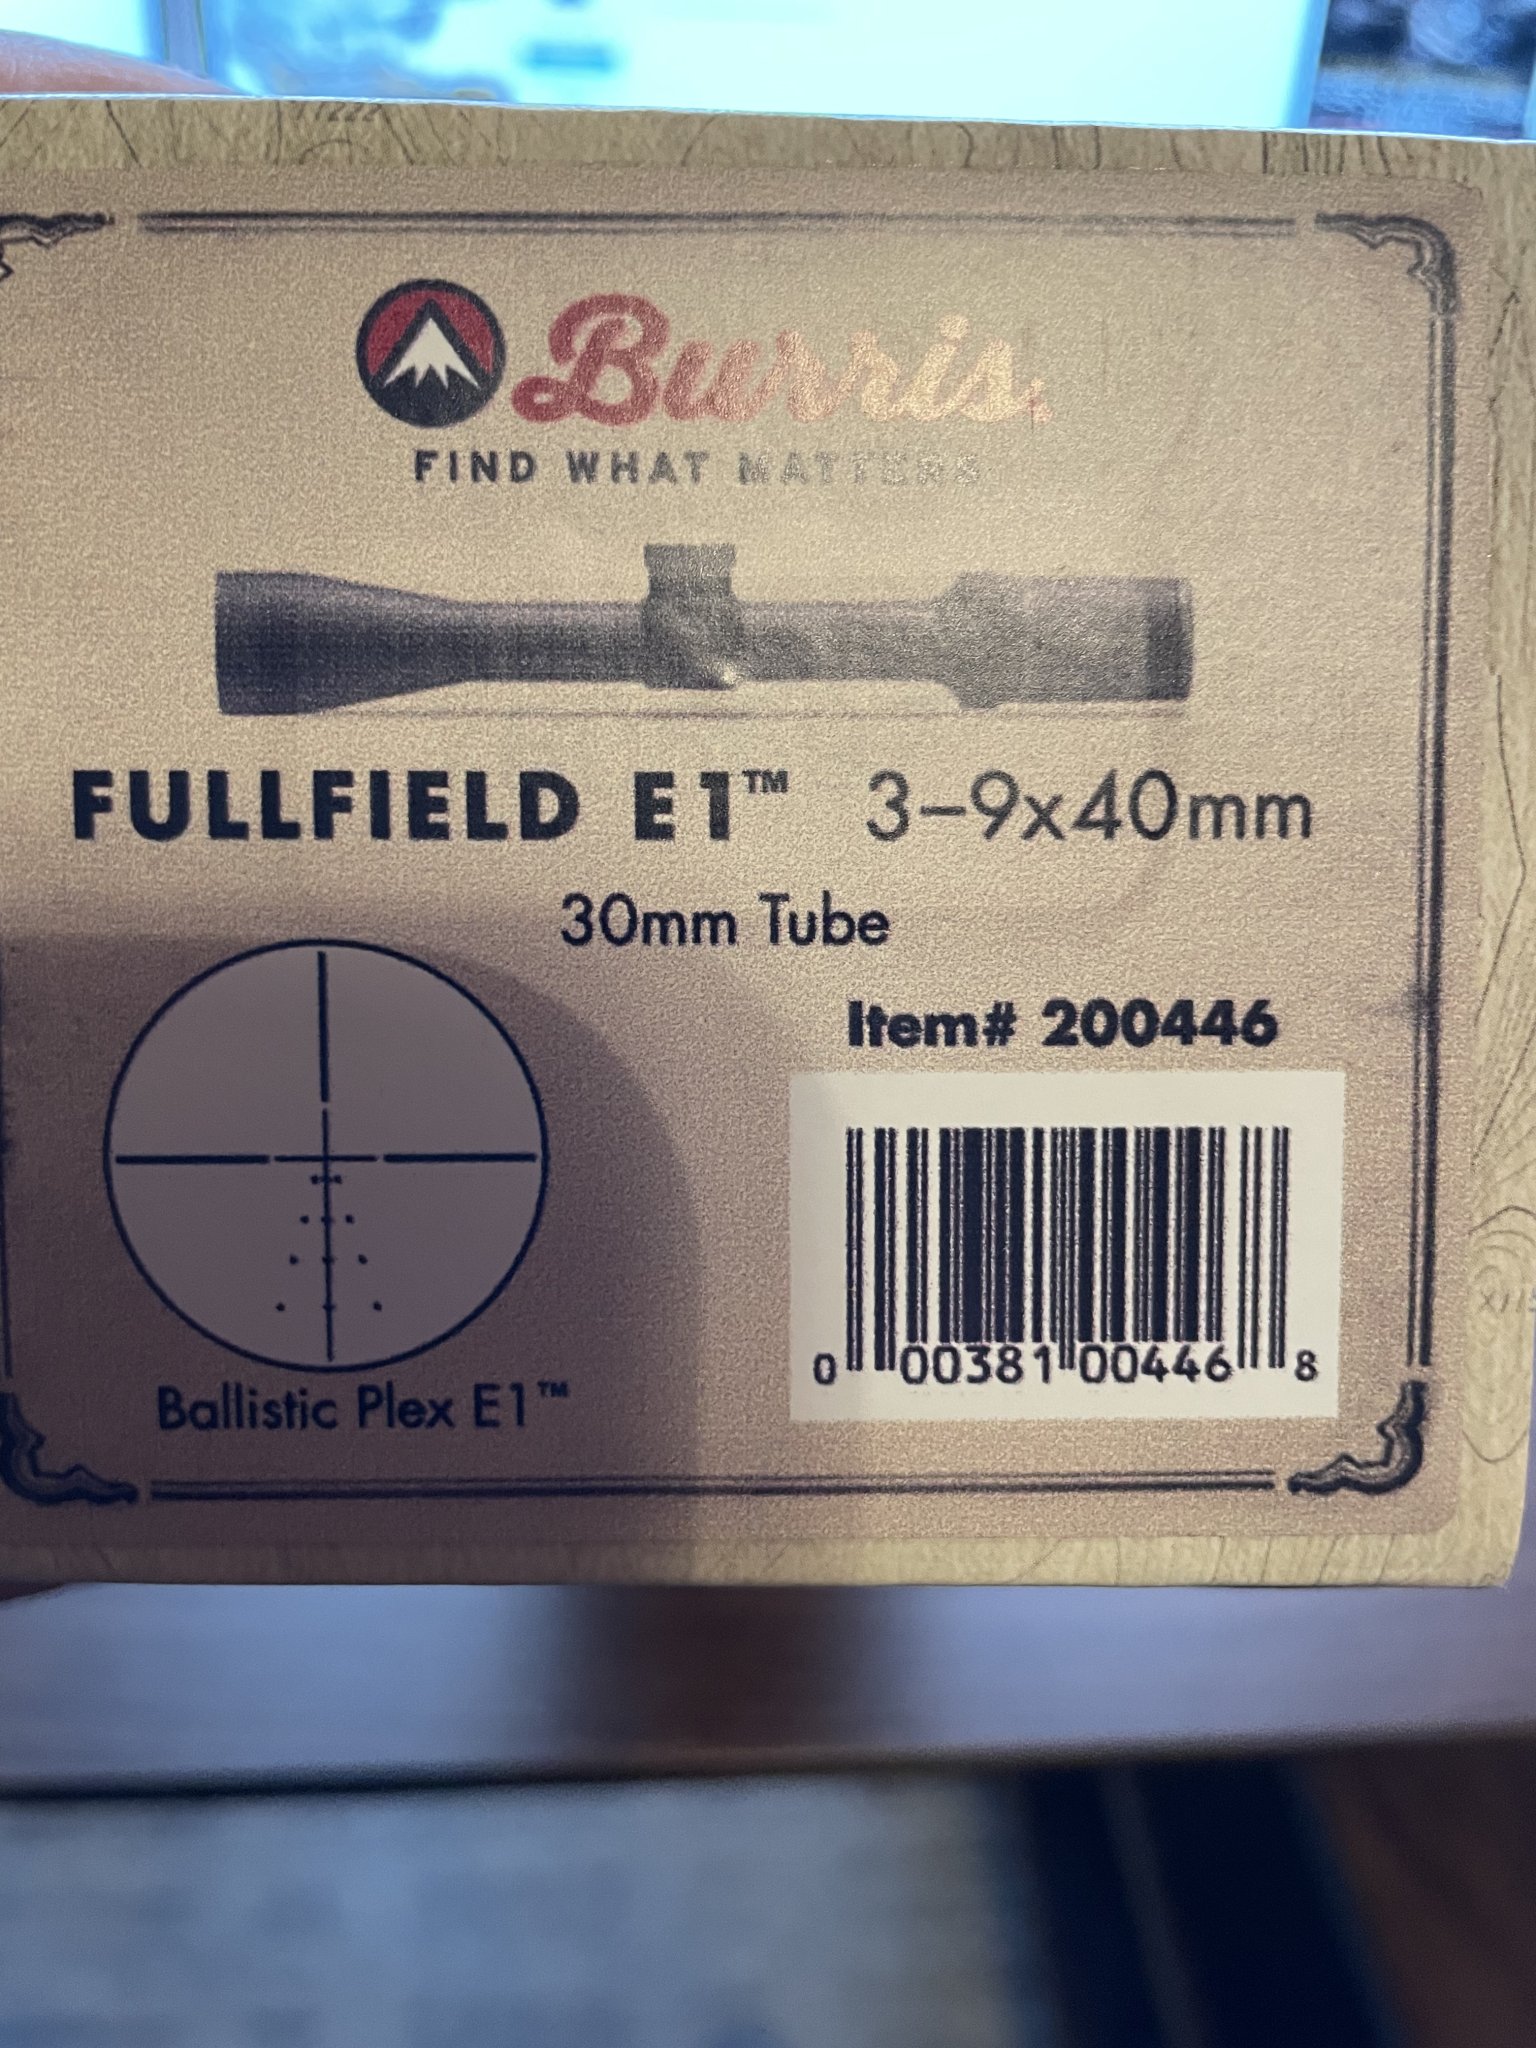 Burris
FIND WHAT MATTERS
FULLFIELD E1™ 3-9x40mm
30mm Tube
Item# 200446
0 00381 00446 8
Ballistic Plex E1™